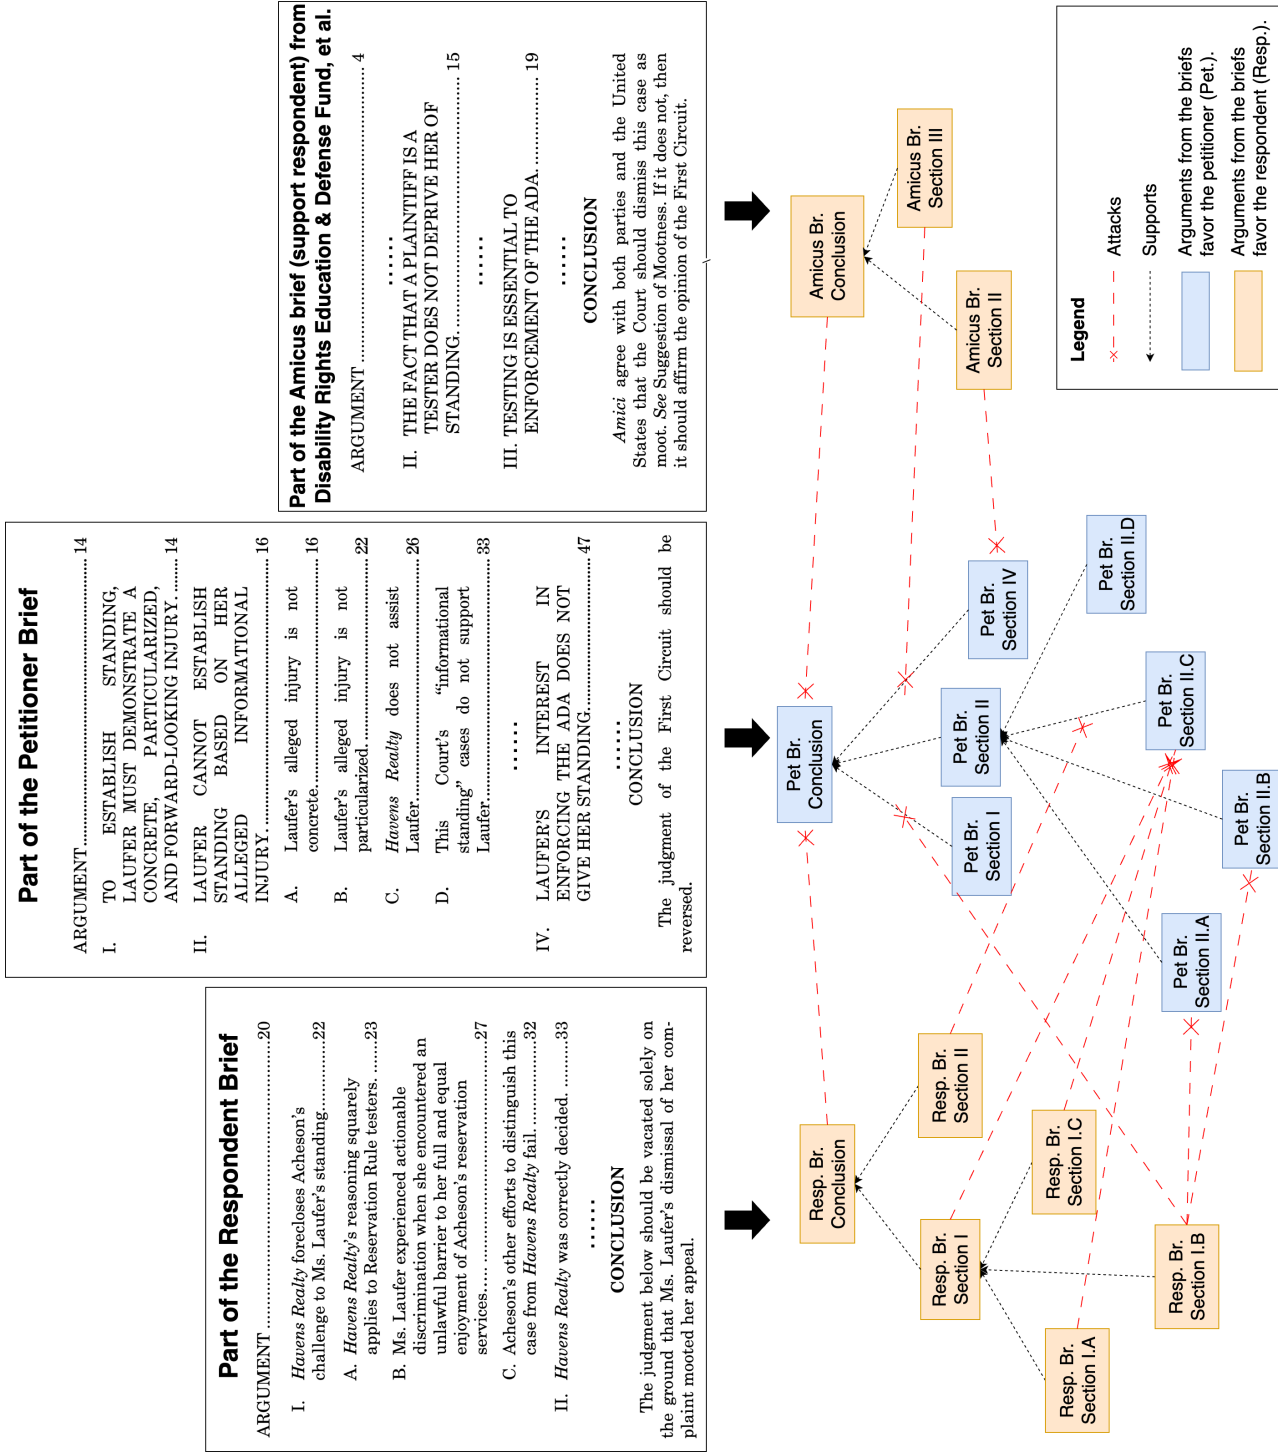 Part of the Respondent Brief
ARGUMENT ..........................................................20
I. Havens Realty forecloses Acheson's
challenge to Ms. Laufer's standing..............22
A. Havens Realty's reasoning squarely
applies to Reservation Rule testers. .....23
B. Ms. Laufer experienced actionable
discrimination when she encountered an
unlawful barrier to her full and equal
enjoyment of Acheson's reservation
services.......................................27
C. Acheson's other efforts to distinguish this
case from Havens Realty fail. ...............32
II. Havens Realty was correctly decided. .........33
......
CONCLUSION
The judgment below should be vacated solely on
the ground that Ms. Laufer's dismissal of her com-
plaint mooted her appeal.
Part of the Petitioner Brief
ARGUMENT..........................................................14
I. TO ESTABLISH STANDING,
LAUFER MUST DEMONSTRATE A
CONCRETE, PARTICULARIZED,
AND FORWARD-LOOKING INJURY. ........14
II. LAUFER CANNOT ESTABLISH
STANDING BASED ON HER
ALLEGED INFORMATIONAL
INJURY. ..........................................................16
A. Laufer's alleged injury is not
concrete..........................................16
B. Laufer's alleged injury is not
particularized...................................22
C. Havens Realty does not assist
Laufer.............................................26
D. This Court's “informational
standing” cases do not support
Laufer.............................................33
......
IV. LAUFER'S INTEREST IN
ENFORCING THE ADA DOES NOT
GIVE HER STANDING.................................47
......
CONCLUSION
The judgment of the First Circuit should be
reversed.
Part of the Amicus brief (support respondent) from
Disability Rights Education & Defense Fund, et al.
ARGUMENT ..........................................................4
......
II. THE FACT THAT A PLAINTIFF IS A
TESTER DOES NOT DEPRIVE HER OF
STANDING...................................................15
......
III. TESTING IS ESSENTIAL TO
ENFORCEMENT OF THE ADA. ...................19
......
CONCLUSION
Amici agree with both parties and the United
States that the Court should dismiss this case as
moot. See Suggestion of Mootness. If it does not, then
it should affirm the opinion of the First Circuit.
Resp. Br.
Conclusion
Resp. Br.
Section I
Resp. Br.
Section II
Resp. Br.
Section I.A
Resp. Br.
Section I.B
Resp. Br.
Section I.C
Pet Br.
Conclusion
Pet Br.
Section I
Pet Br.
Section II
Pet Br.
Section IV
Pet Br.
Section II.A
Pet Br.
Section II.B
Pet Br.
Section II.C
Pet Br.
Section II.D
Amicus Br.
Conclusion
Amicus Br.
Section II
Amicus Br.
Section III
Legend
Attacks
Supports
Arguments from the briefs
favor the petitioner (Pet.).
Arguments from the briefs
favor the respondent (Resp.).